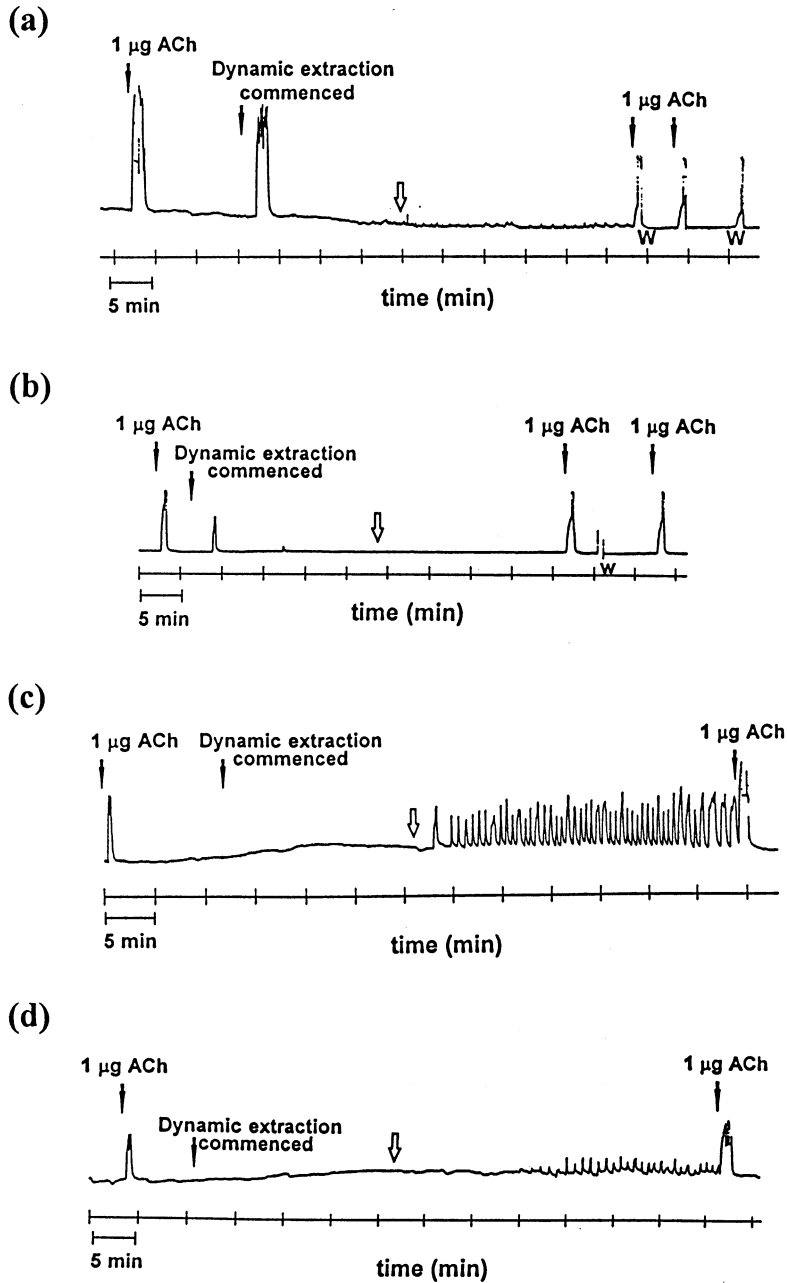 (a)
1 µg ACh
Dynamic extraction
commenced
1 µg ACh
W W
5 min
time (min)
(b)
1 µg ACh
Dynamic extraction
commenced
1 µg ACh 1 µg ACh
W
5 min
time (min)
(c)
1 µg ACh
Dynamic extraction
commenced
1 µg ACh
5 min
time (min)
(d)
1 µg ACh
Dynamic extraction
commenced
1 µg ACh
5 min
time (min)